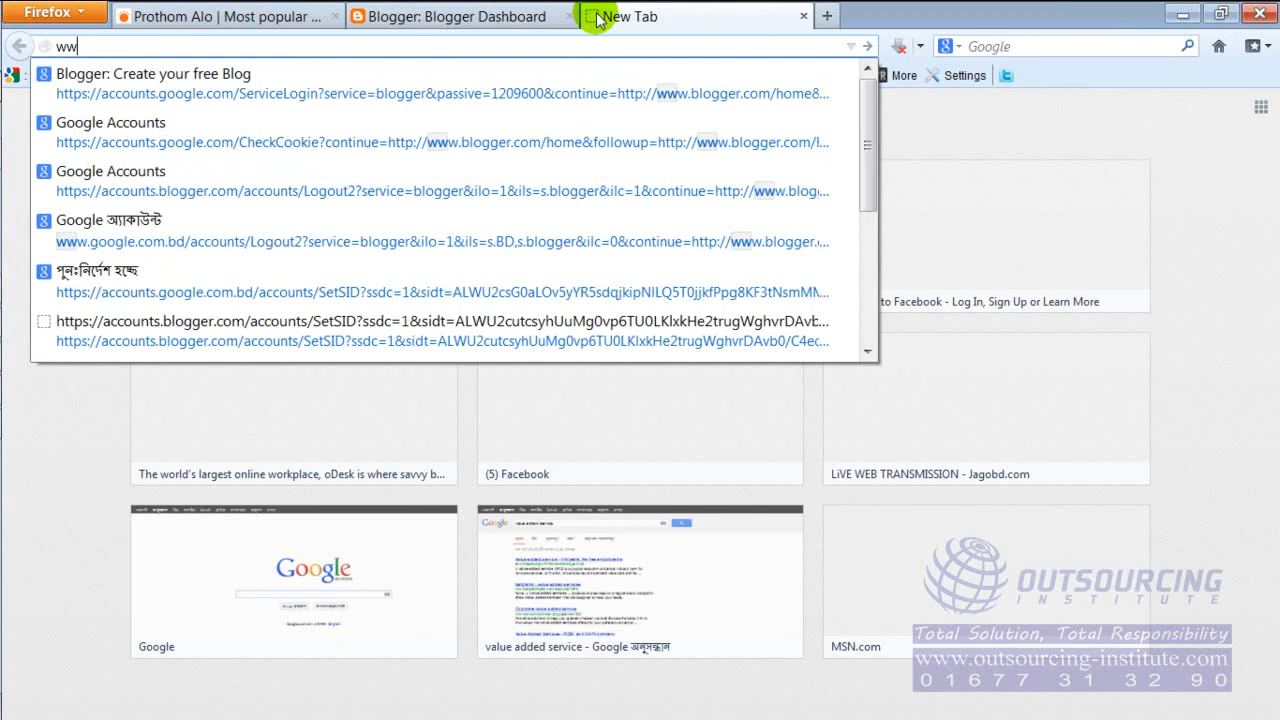 Firefox
Prothom Alo | Most popular ...
Blogger: Blogger Dashboard
New Tab
ww
Google
Blogger: Create your free Blog
https://accounts.google.com/ServiceLogin?service=blogger&passive=1209600&continue=http://www.blogger.com/home&...
More
Settings
Google Accounts
https://accounts.google.com/CheckCookie?continue=http://www.blogger.com/home&followup=http://www.blogger.com/l...
Google Accounts
https://accounts.blogger.com/accounts/Logout2?service=blogger&ilo=1&ils=s.blogger&ilc=1&continue=http://www.blog...
Google অ্যাকাউন্ট
www.google.com.bd/accounts/Logout2?service=blogger&ilo=1&ils=s.BD,s.blogger&ilc=0&continue=http://www.blogger....
পুনঃনির্দেশ হচ্ছে
https://accounts.google.com.bd/accounts/SetSID?ssdc=1&sidt=ALWU2csG0aLOv5yYR5sdqjkipNlLQ5T0jjkfPpg8KF3tNsmM...
to Facebook - Log In, Sign Up or Learn More
https://accounts.blogger.com/accounts/SetSID?ssdc=1&sidt=ALWU2cutcsyhUuMg0vp6TU0LKlxkHe2trugWghvrDAvb...
https://accounts.blogger.com/accounts/SetSID?ssdc=1&sidt=ALWU2cutcsyhUuMg0vp6TU0LKlxkHe2trugWghvrDAvb0/C4ec...
The world's largest online workplace, oDesk is where savvy b...
(5) Facebook
LiVE WEB TRANSMISSION - Jagobd.com
Google
value added service
Google
Google
value added service - Google অনুসন্ধান
MSN.com
OUTSOURCING
INSTITUTE
Total Solution, Total Responsibility
www.outsourcing-institute.com
01677 31 32 90